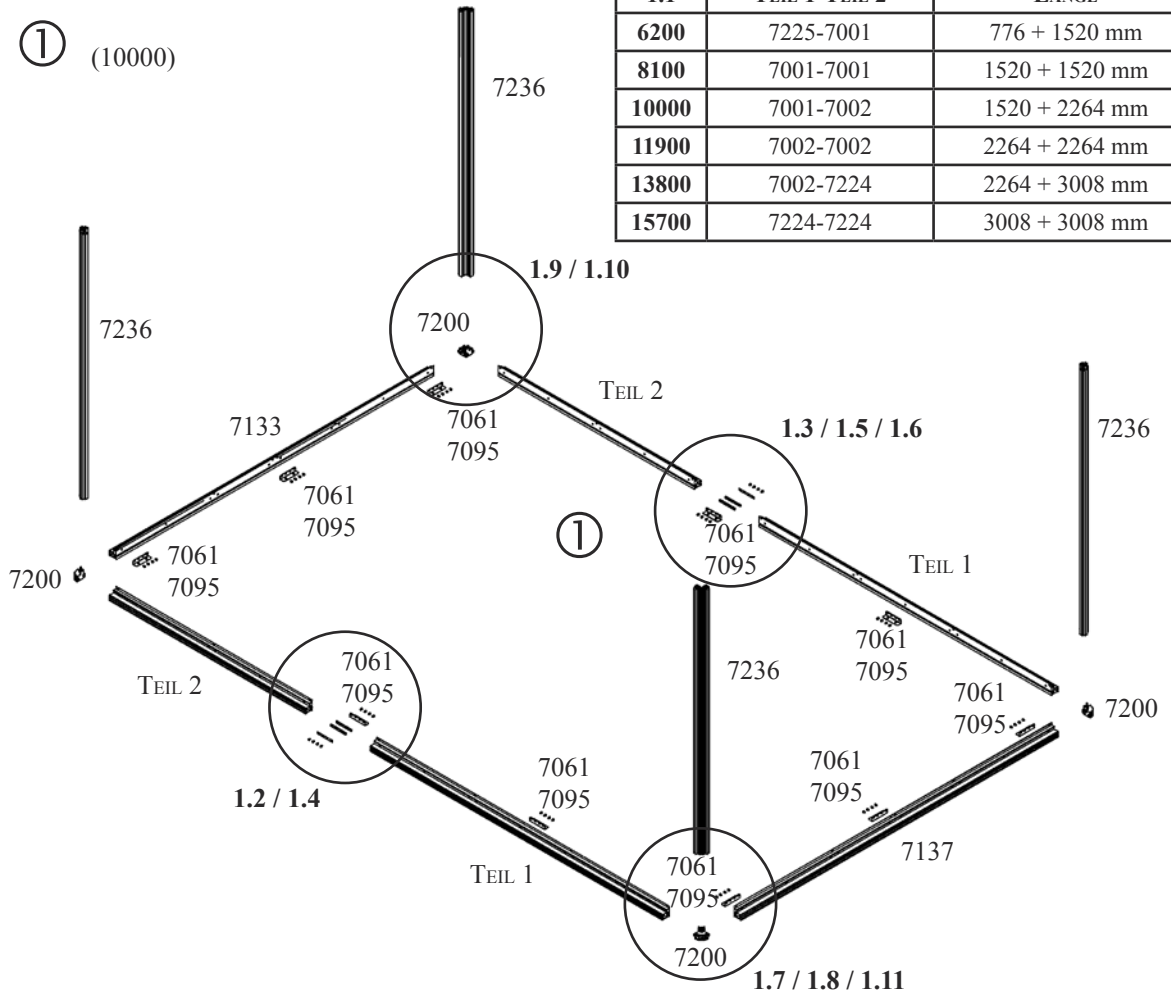 ①
(10000)
1.1 TEIL 1-TEIL 2 LÄNGE
6200 7225-7001 776 + 1520 mm
8100 7001-7001 1520 + 1520 mm
10000 7001-7002 1520 + 2264 mm
11900 7002-7002 2264 + 2264 mm
13800 7002-7224 2264 + 3008 mm
15700 7224-7224 3008 + 3008 mm
7236
1.9 / 1.10
7200
7236
TEIL 2
7061
7095
7133
1.3 / 1.5 / 1.6
7236
7061
7095
①
7061
7095
7061
7095
7200
TEIL 1
7061
7095
7061
7095
TEIL 2
7236
7061
7095
7200
1.2 / 1.4
7061
7095
7061
7095
7137
TEIL 1
7061
7095
7200
1.7 / 1.8 / 1.11